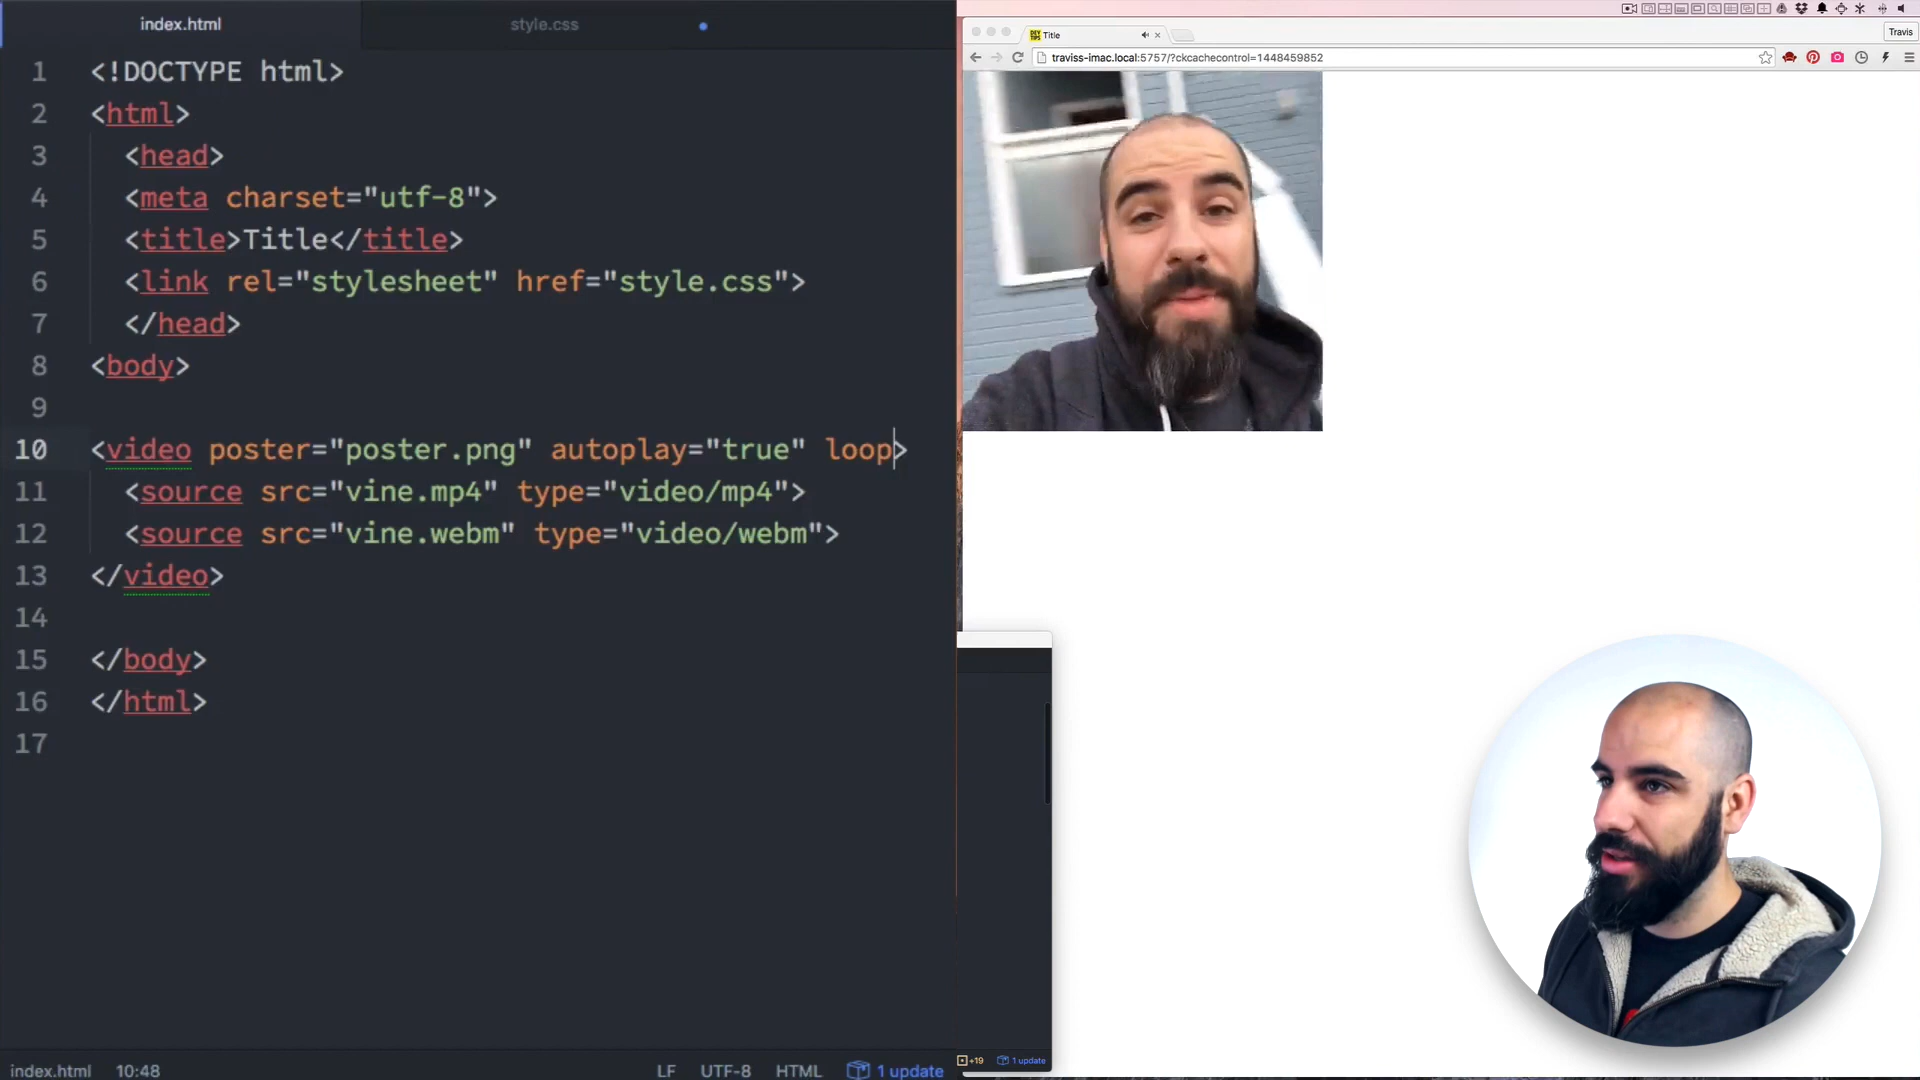 index.html
style.css
1 <!DOCTYPE html>
2 <html>
3 <head>
4 <meta charset="utf-8">
5 <title>Title</title>
6 <link rel="stylesheet" href="style.css">
7 </head>
8 <body>
9
10 <video poster="poster.png" autoplay="true" loop>
11 <source src="vine.mp4" type="video/mp4">
12 <source src="vine.webm" type="video/webm">
13 </video>
14
15 </body>
16 </html>
17
index.html 10:48 LF UTF-8 HTML 1 update
Title
Travis
traviss-imac.local:5757/?ckcachecontrol=1448459852
+19 1 update